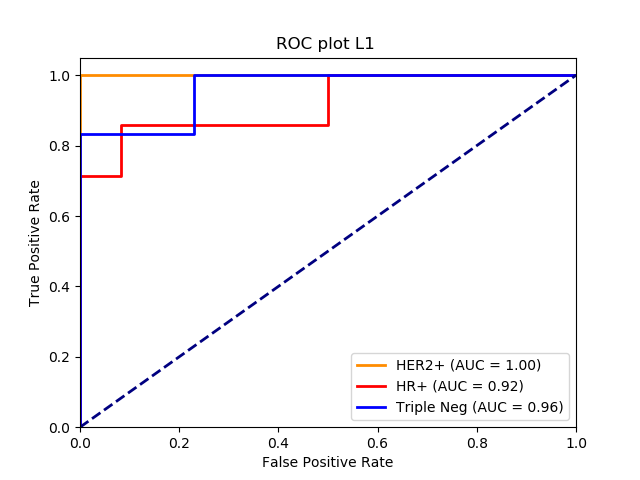 ROC plot L1
1.0
0.8
0.6
0.4
0.2
0.0
True Positive Rate
HER2+ (AUC = 1.00)
HR+ (AUC = 0.92)
Triple Neg (AUC = 0.96)
0.0 0.2 0.4 0.6 0.8 1.0
False Positive Rate